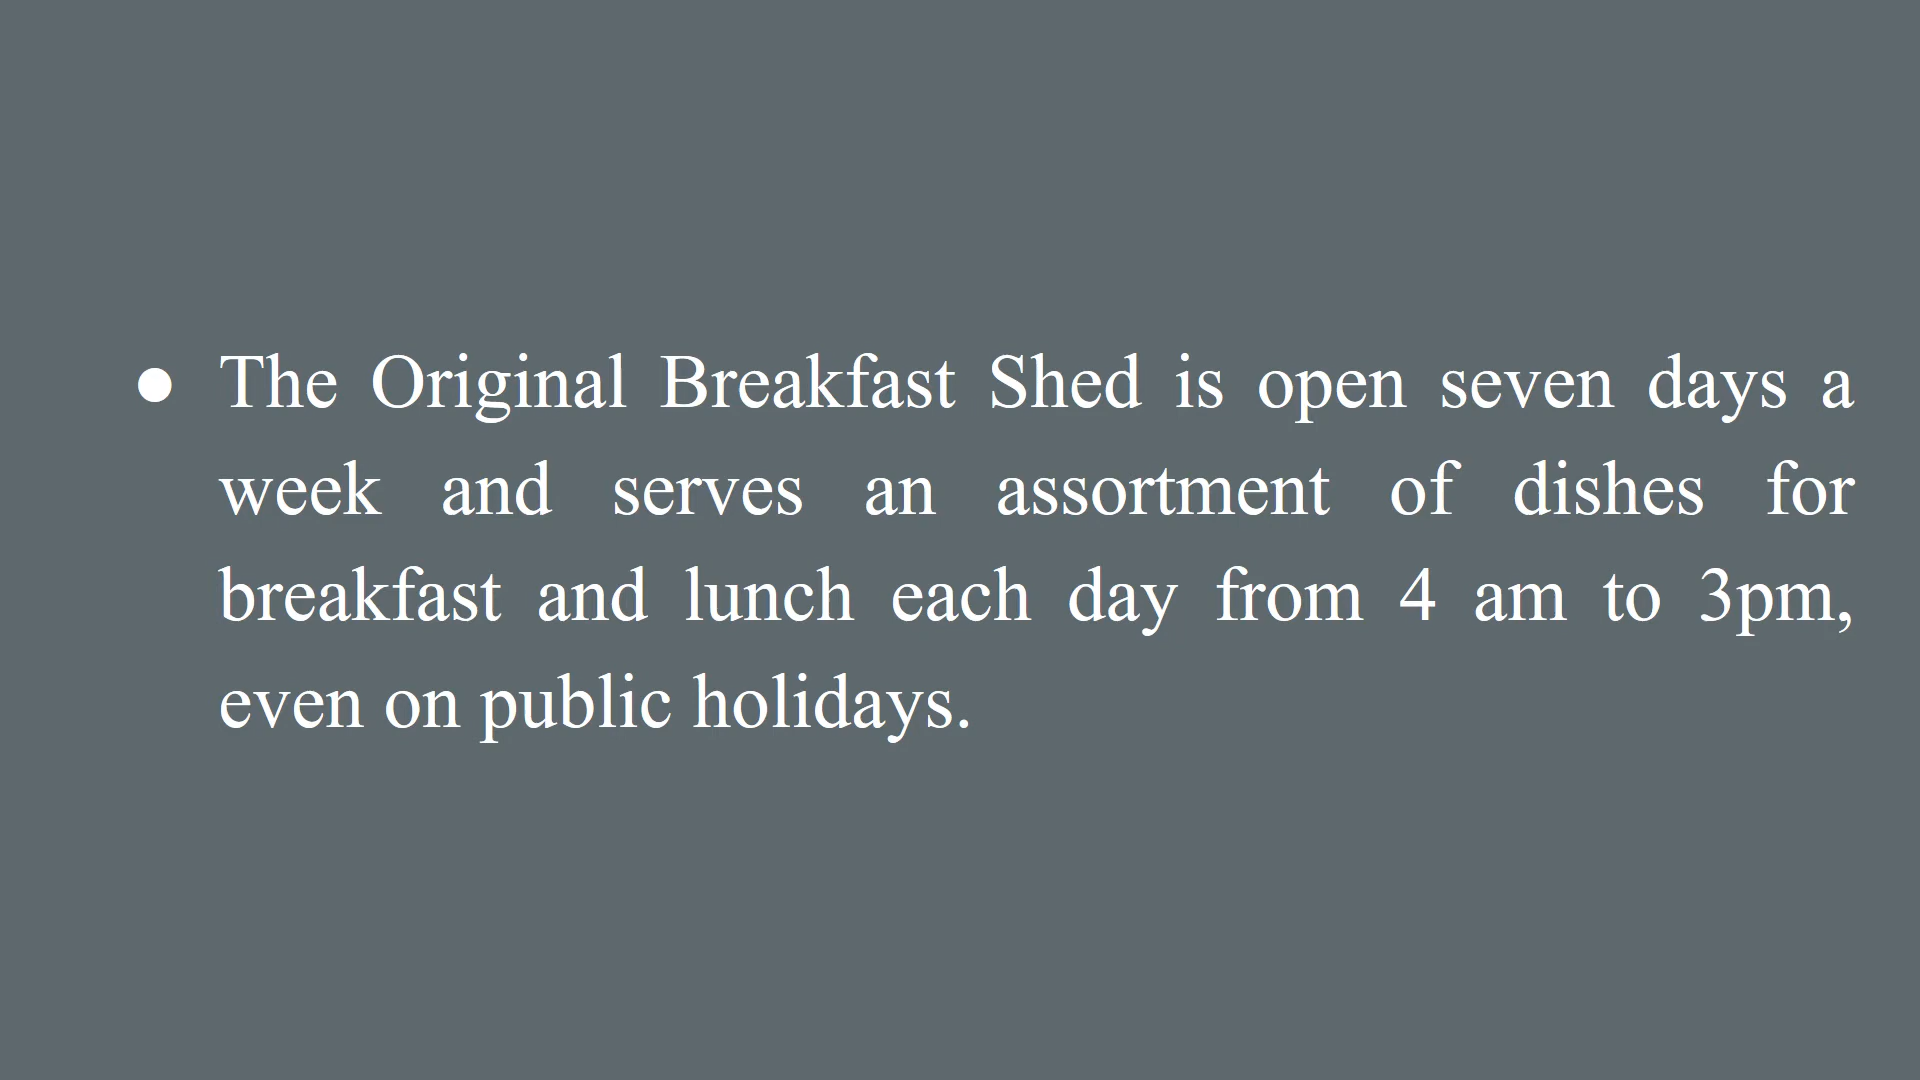 ● The Original Breakfast Shed is open seven days a
week and serves an assortment of dishes for
breakfast and lunch each day from 4 am to 3pm,
even on public holidays.